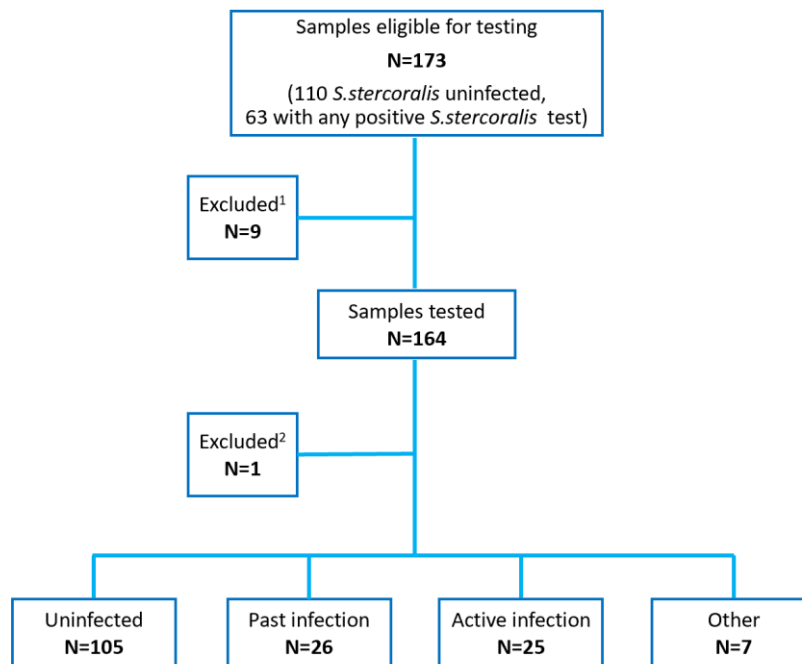 Samples eligible for testing
N=173
(110 S.stercoralis uninfected,
63 with any positive S.stercoralis test)
Excluded¹
N=9
Samples tested
N=164
Excluded²
N=1
Uninfected
N=105
Past infection
N=26
Active infection
N=25
Other
N=7